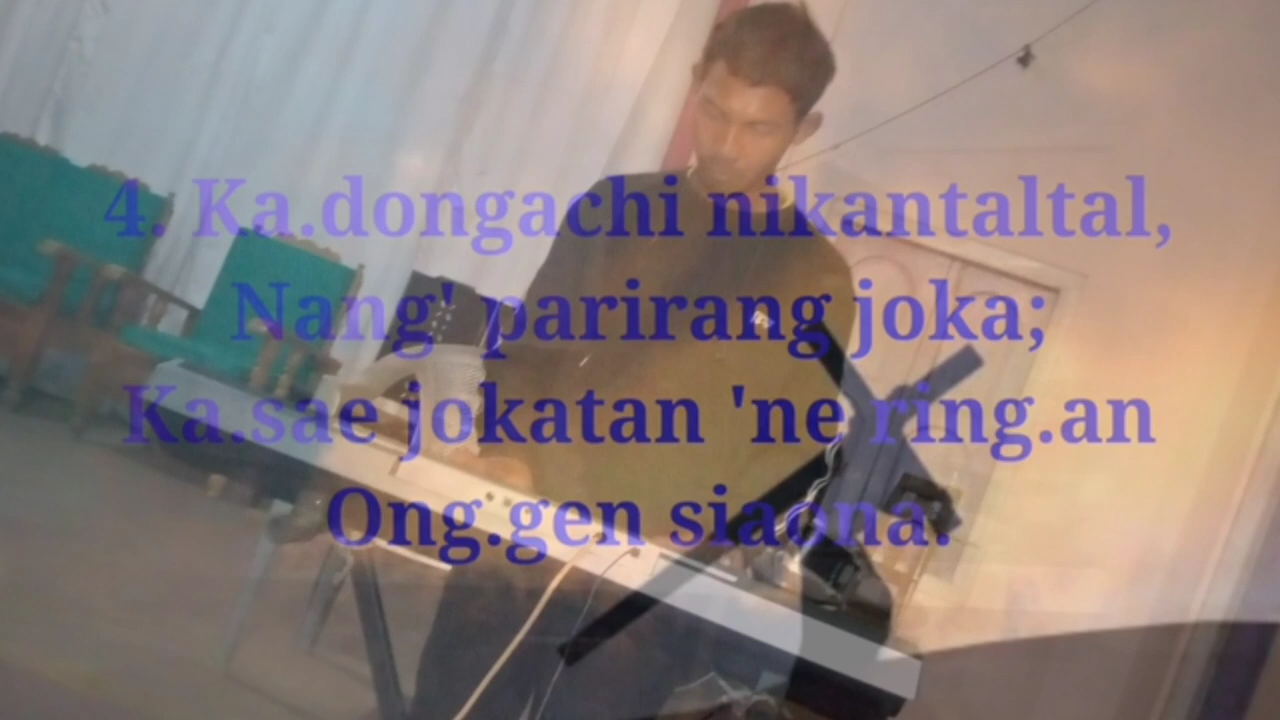 4. Ka.dongachi nikantaltal,
Nang' parirang joka;
Ka.sae jokatan 'ne ring.an
Ong.gen siaona.